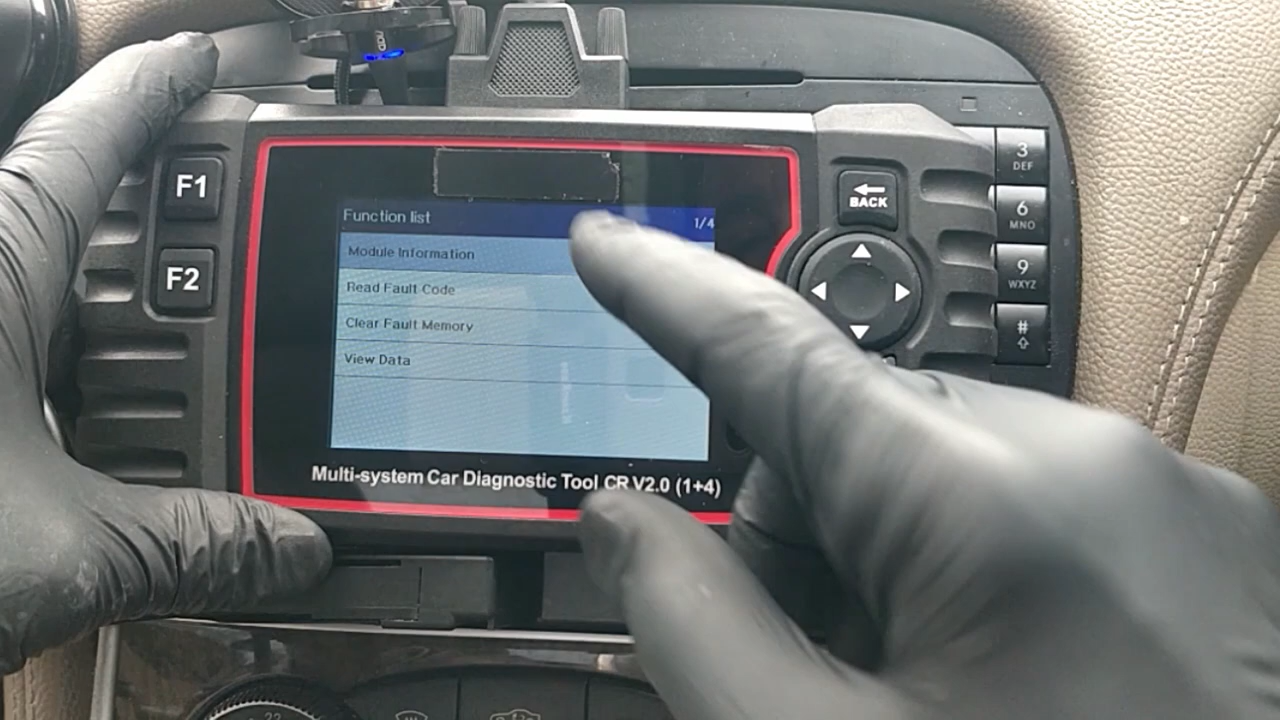 Function list 1/4
Module Information
Read Fault Code
Clear Fault Memory
View Data
Multi-system Car Diagnostic Tool CR V2.0 (1+4)
F1
F2
BACK
3
DEF
6
MNO
9
WXYZ
#
22